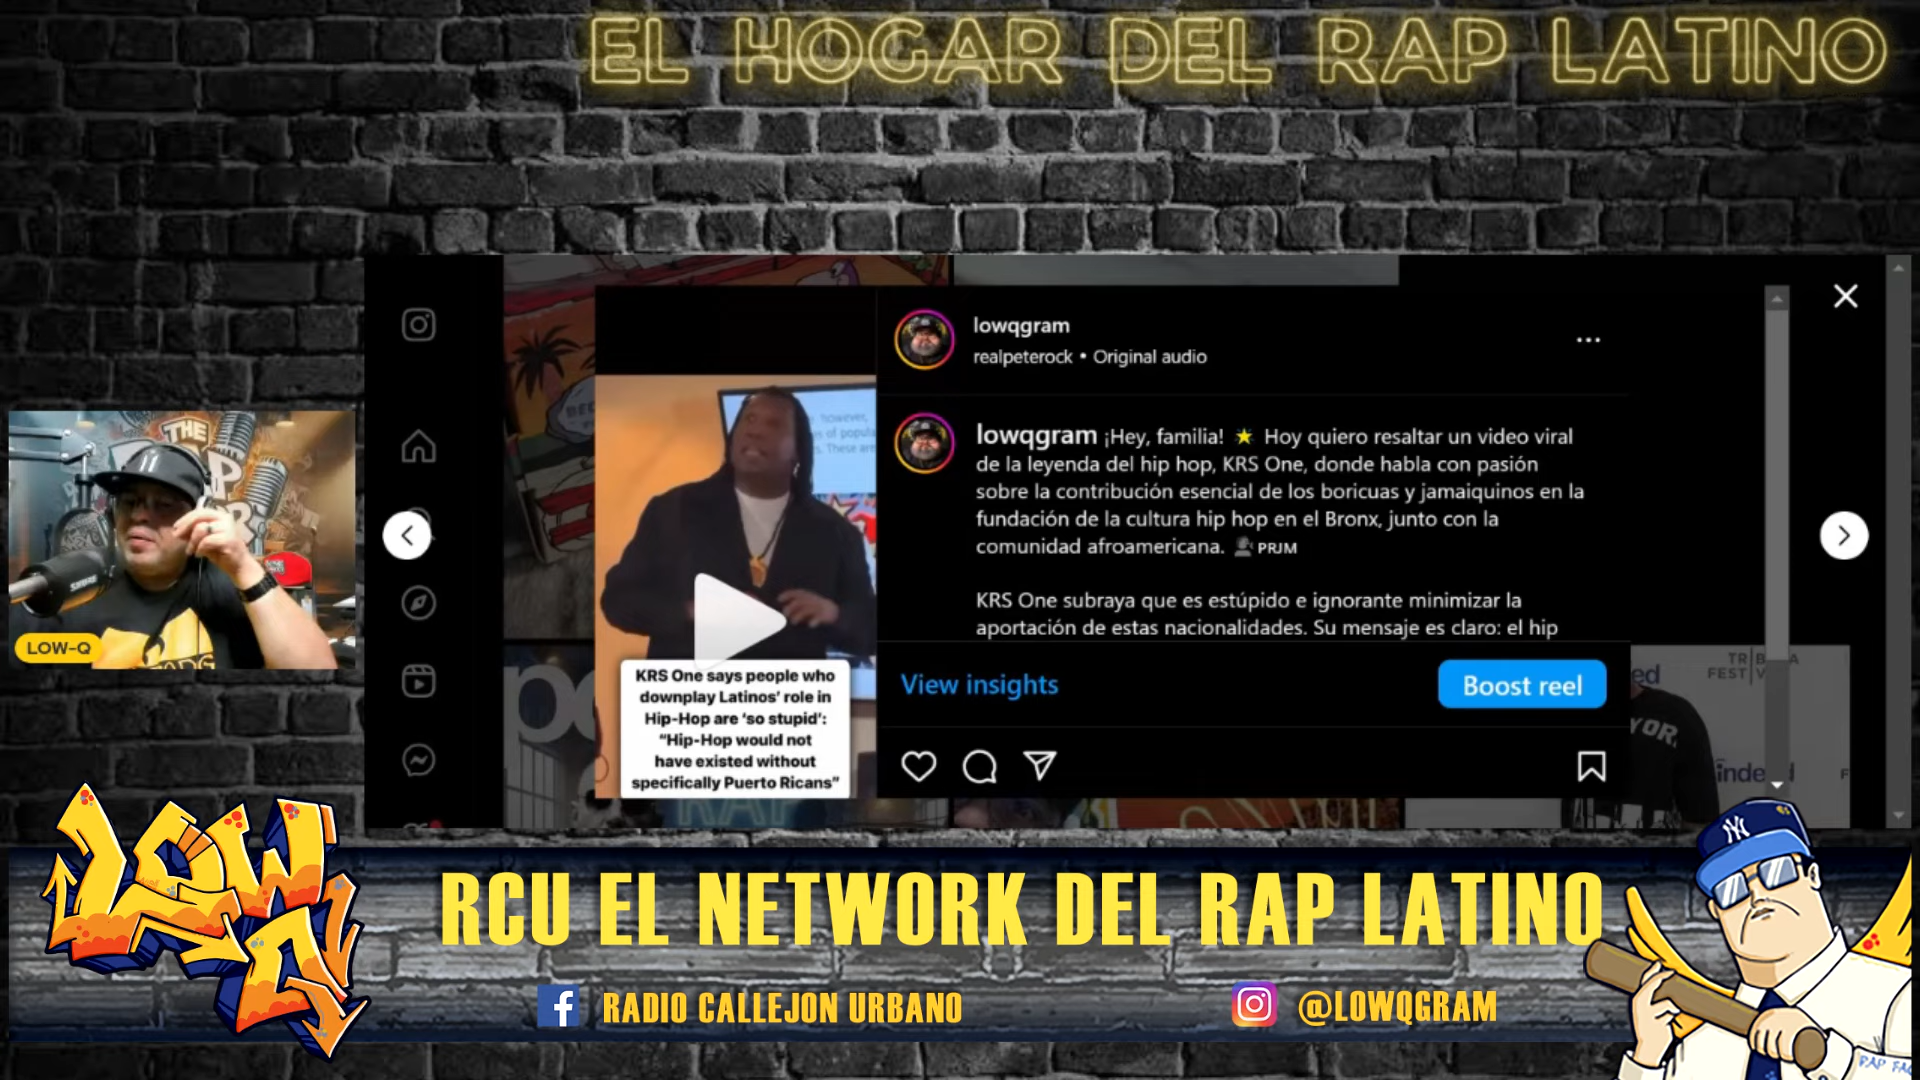 EL HOGAR DEL RAP LATINO
lowqgram
realpeterock • Original audio
lowqgram ¡Hey, familia! ⭐ Hoy quiero resaltar un video viral
de la leyenda del hip hop, KRS One, donde habla con pasión
sobre la contribución esencial de los boricuas y jamaiquinos en la
fundación de la cultura hip hop en el Bronx, junto con la
comunidad afroamericana. 🗣 PRJM
KRS One subraya que es estúpido e ignorante minimizar la
aportación de estas nacionalidades. Su mensaje es claro: el hip
View insights
Boost reel
KRS One says people who
downplay Latinos' role in
Hip-Hop are 'so stupid':
"Hip-Hop would not
have existed without
specifically Puerto Ricans"
THE
SHURE
LOW-Q
LOW
Q
RCU EL NETWORK DEL RAP LATINO
RADIO CALLEJON URBANO
@LOWQGRAM
NY